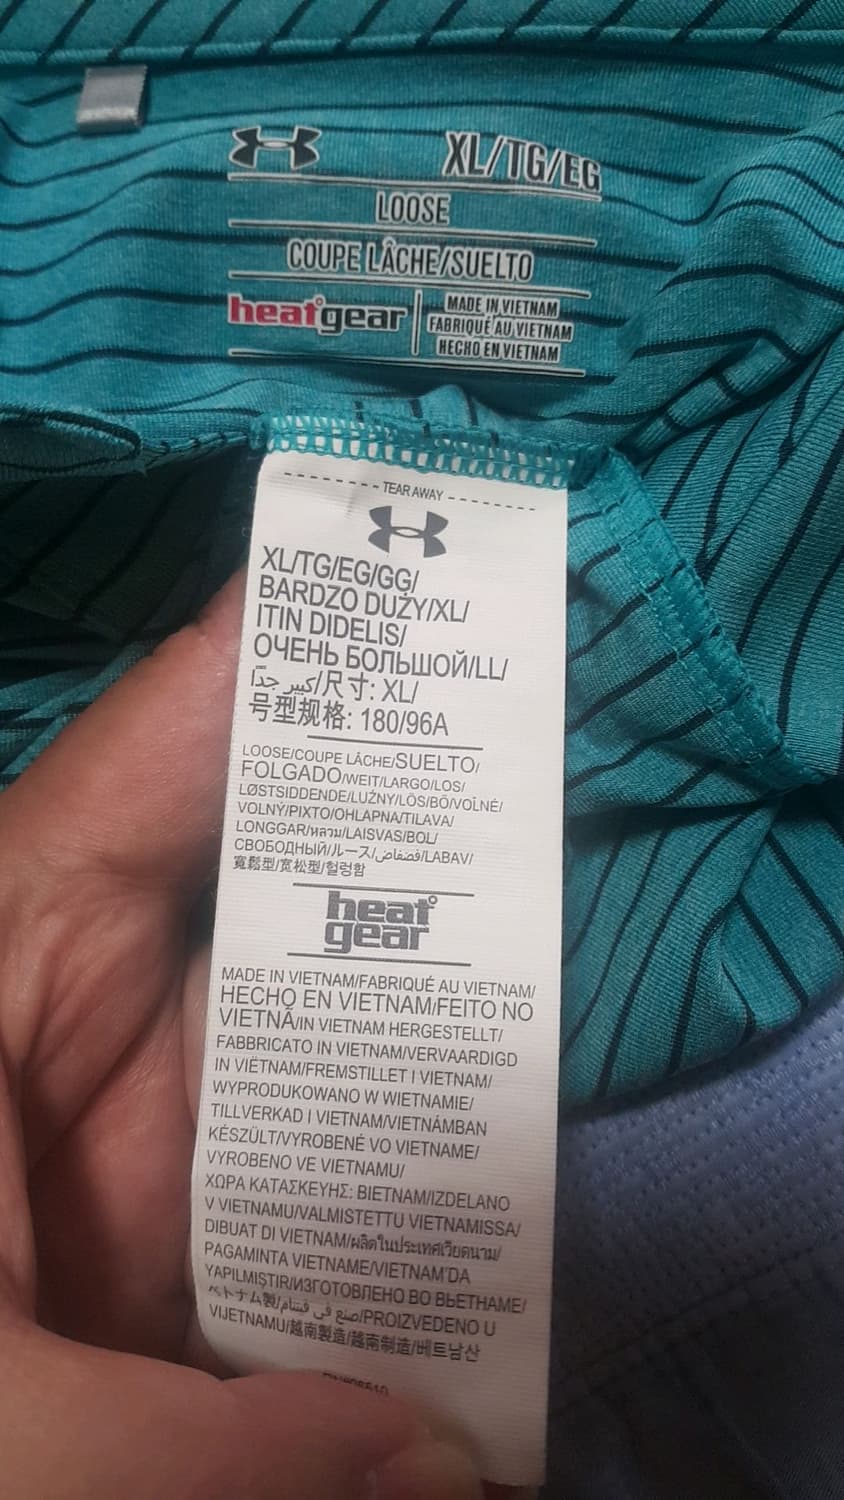 XL/TG/EG
LOOSE
COUPE LÂCHE/SUELTO
heatgear
MADE IN VIETNAM
FABRIQUÉ AU VIETNAM
HECHO EN VIETNAM
TEAR AWAY
XL/TG/EG/GG/
BARDZO DUŻY/XL/
ITIN DIDELIS/
ОЧЕНЬ БОЛЬШОЙ/LL/
كبير جدًا/尺寸: XL/
号型规格: 180/96A
LOOSE/COUPE LÂCHE/SUELTO/
FOLGADO/WEIT/LARGO/LOS/
LØSTSIDDENDE/LUŹNY/LÖS/BŐ/VOĽNÉ/
VOLNÝ/ΡΙΧΤΟ/OHLAPNA/TILAVA/
LONGGAR/หลวม/LAISVAS/BOL/
СВОБОДНЫЙ/ルース/فضفاض/LABAV/
寬鬆型/宽松型/헐렁함
heat
gear
MADE IN VIETNAM/FABRIQUÉ AU VIETNAM/
HECHO EN VIETNAM/FEITO NO
VIETNÃ/IN VIETNAM HERGESTELLT/
FABBRICATO IN VIETNAM/VERVAARDIGD
IN VIËTNAM/FREMSTILLET I VIETNAM/
WYPRODUKOWANO W WIETNAMIE/
TILLVERKAD I VIETNAM/VIETNÁMBAN
KÉSZÜLT/VYROBENÉ VO VIETNAME/
VYROBENO VE VIETNAMU/
ΧΩΡΑ ΚΑΤΑΣΚΕΥΗΣ: ΒΙΕΤΝΑΜ/IZDELANO
V VIETNAMU/VALMISTETTU VIETNAMISSA/
DIBUAT DI VIETNAM/ผลิตในประเทศเวียดนาม/
PAGAMINTA VIETNAME/VIETNAM'DA
YAPILMIŞTIR/ИЗГОТОВЛЕНО ВО ВЬЕТНАМЕ/
ベトナム製/صنع في فيتنام/PROIZVEDENO U
VIJETNAMU/越南製造/越南制造/베트남산